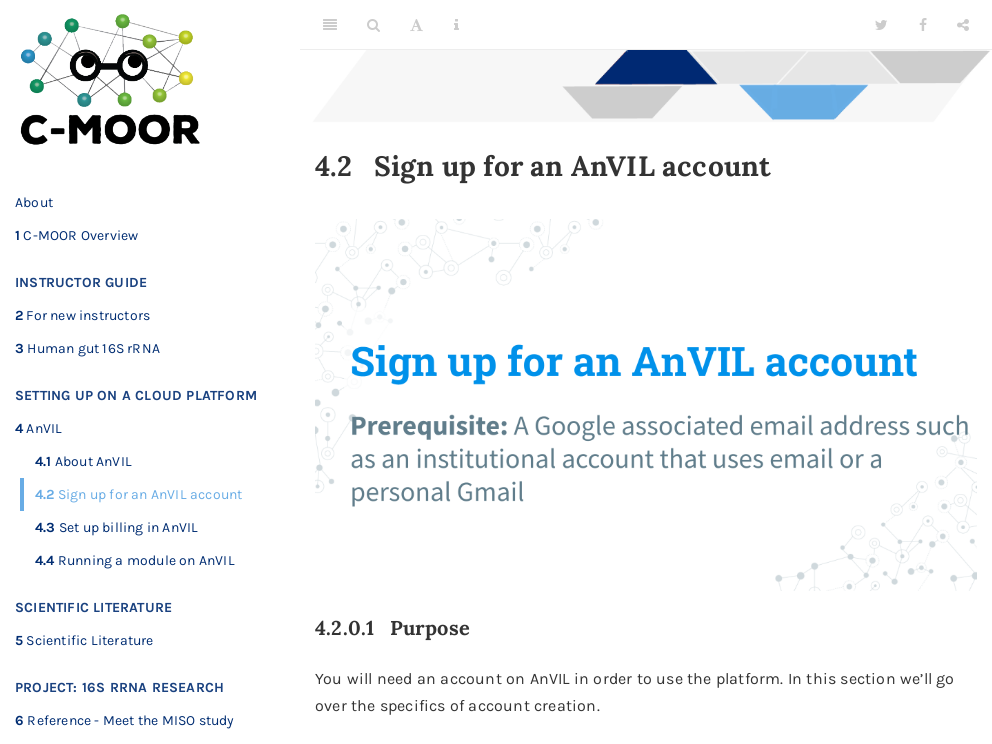 C-MOOR
About
1 C-MOOR Overview
INSTRUCTOR GUIDE
2 For new instructors
3 Human gut 16S rRNA
SETTING UP ON A CLOUD PLATFORM
4 AnVIL
4.1 About AnVIL
4.2 Sign up for an AnVIL account
4.3 Set up billing in AnVIL
4.4 Running a module on AnVIL
SCIENTIFIC LITERATURE
5 Scientific Literature
PROJECT: 16S RRNA RESEARCH
6 Reference - Meet the MISO study
4.2 Sign up for an AnVIL account
Sign up for an AnVIL account
Prerequisite: A Google associated email address such
as an institutional account that uses email or a
personal Gmail
4.2.0.1 Purpose
You will need an account on AnVIL in order to use the platform. In this section we’ll go
over the specifics of account creation.